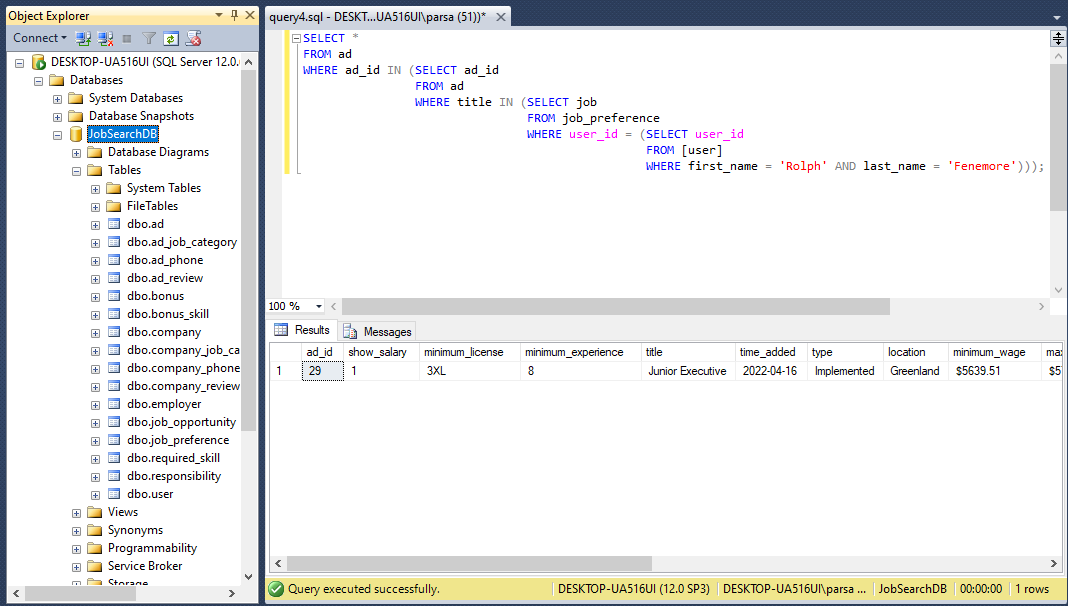 Object Explorer
Connect
DESKTOP-UA516UI (SQL Server 12.0.
Databases
System Databases
Database Snapshots
JobSearchDB
Database Diagrams
Tables
System Tables
FileTables
dbo.ad
dbo.ad_job_category
dbo.ad_phone
dbo.ad_review
dbo.bonus
dbo.bonus_skill
dbo.company
dbo.company_job_ca
dbo.company_phone
dbo.company_review
dbo.employer
dbo.job_opportunity
dbo.job_preference
dbo.required_skill
dbo.responsibility
dbo.user
Views
Synonyms
Programmability
Service Broker
Storage
query4.sql - DESKT...UA516UI\parsa (51))*
SELECT *
FROM ad
WHERE ad_id IN (SELECT ad_id
FROM ad
WHERE title IN (SELECT job
FROM job_preference
WHERE user_id = (SELECT user_id
FROM [user]
WHERE first_name = 'Rolph' AND last_name = 'Fenemore')));
100 %
Results Messages
ad_id show_salary minimum_license minimum_experience title time_added type location minimum_wage max
1 29 1 3XL 8 Junior Executive 2022-04-16 Implemented Greenland $5639.51 $5
Query executed successfully. DESKTOP-UA516UI (12.0 SP3) DESKTOP-UA516UI\parsa ... JobSearchDB 00:00:00 1 rows